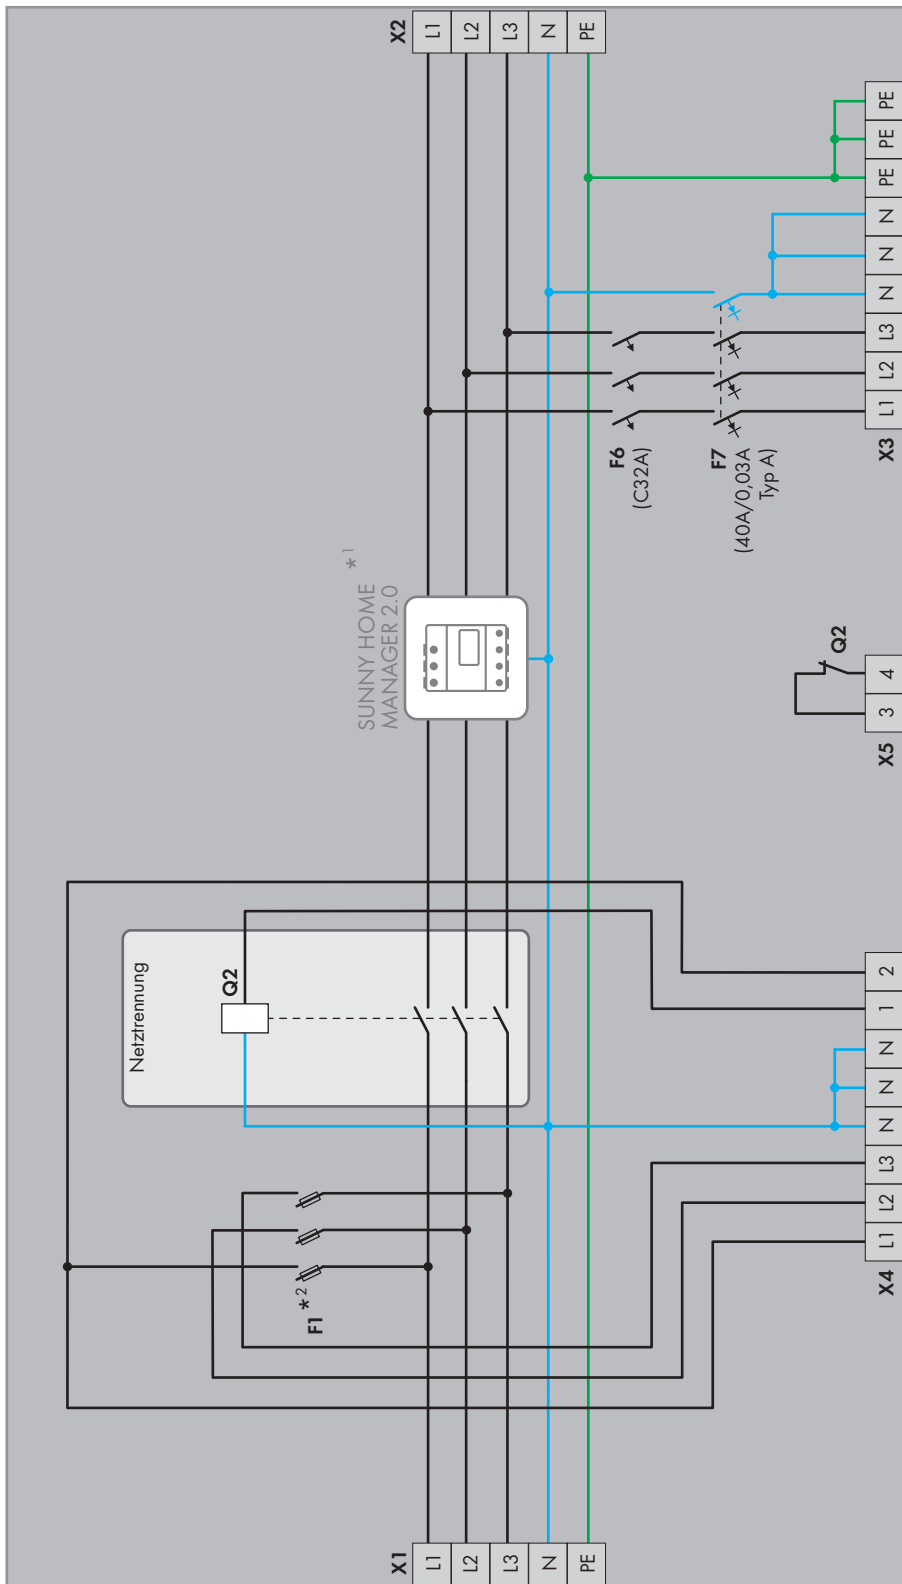 X1
L1
L2
L3
N
PE
F1 *2
Netztrennung
Q2
SUNNY HOME *1
MANAGER 2.0
X2
L1
L2
L3
N
PE
X4
L1
L2
L3
N
N
N
1
2
X5
3
4
Q2
F6
(C32A)
F7
(40A/0,03A
Typ A)
X3
L1
L2
L3
N
N
N
PE
PE
PE